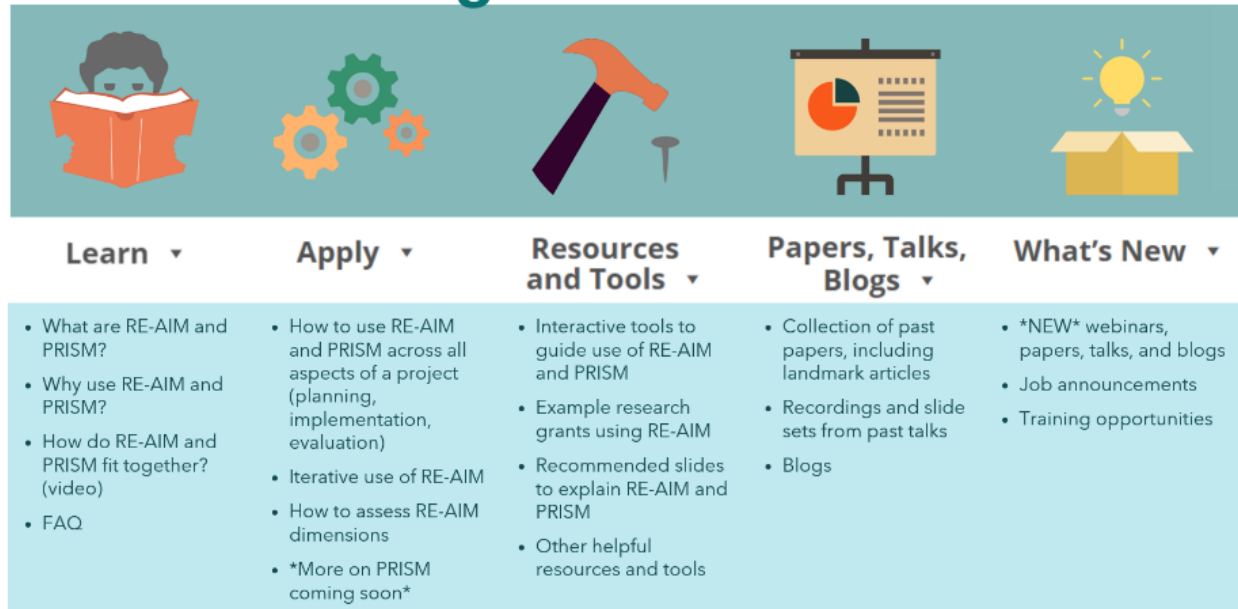 g
Learn
Apply
Resources
and Tools
Papers, Talks,
Blogs
What's New
• What are RE-AIM and
PRISM?
• Why use RE-AIM and
PRISM?
• How do RE-AIM and
PRISM fit together?
(video)
• FAQ
• How to use RE-AIM
and PRISM across all
aspects of a project
(planning,
implementation,
evaluation)
• Iterative use of RE-AIM
• How to assess RE-AIM
dimensions
• *More on PRISM
coming soon*
• Interactive tools to
guide use of RE-AIM
and PRISM
• Example research
grants using RE-AIM
• Recommended slides
to explain RE-AIM and
PRISM
• Other helpful
resources and tools
• Collection of past
papers, including
landmark articles
• Recordings and slide
sets from past talks
• Blogs
• *NEW* webinars,
papers, talks, and blogs
• Job announcements
• Training opportunities